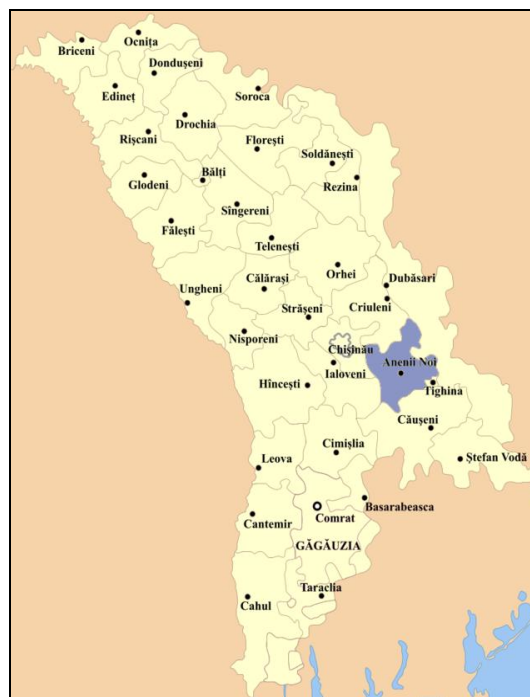 Ocnița
Briceni
Dondușeni
Edineț
Soroca
Drochia
Rișcani
Florești
Soldănești
Bălți
Glodeni
Rezina
Sîngereni
Fălești
Telenești
Orhei
Călărași
Dubăsari
Ungheni
Criuleni
Strășeni
Nisporeni
Chișinău
Anenii Noi
Ialoveni
Hîncești
Tighina
Căușeni
Cimișlia
Leova
Ștefan Vodă
Basarabeasca
Cantemir
Comrat
GĂGĂUZIA
Taraclia
Cahul